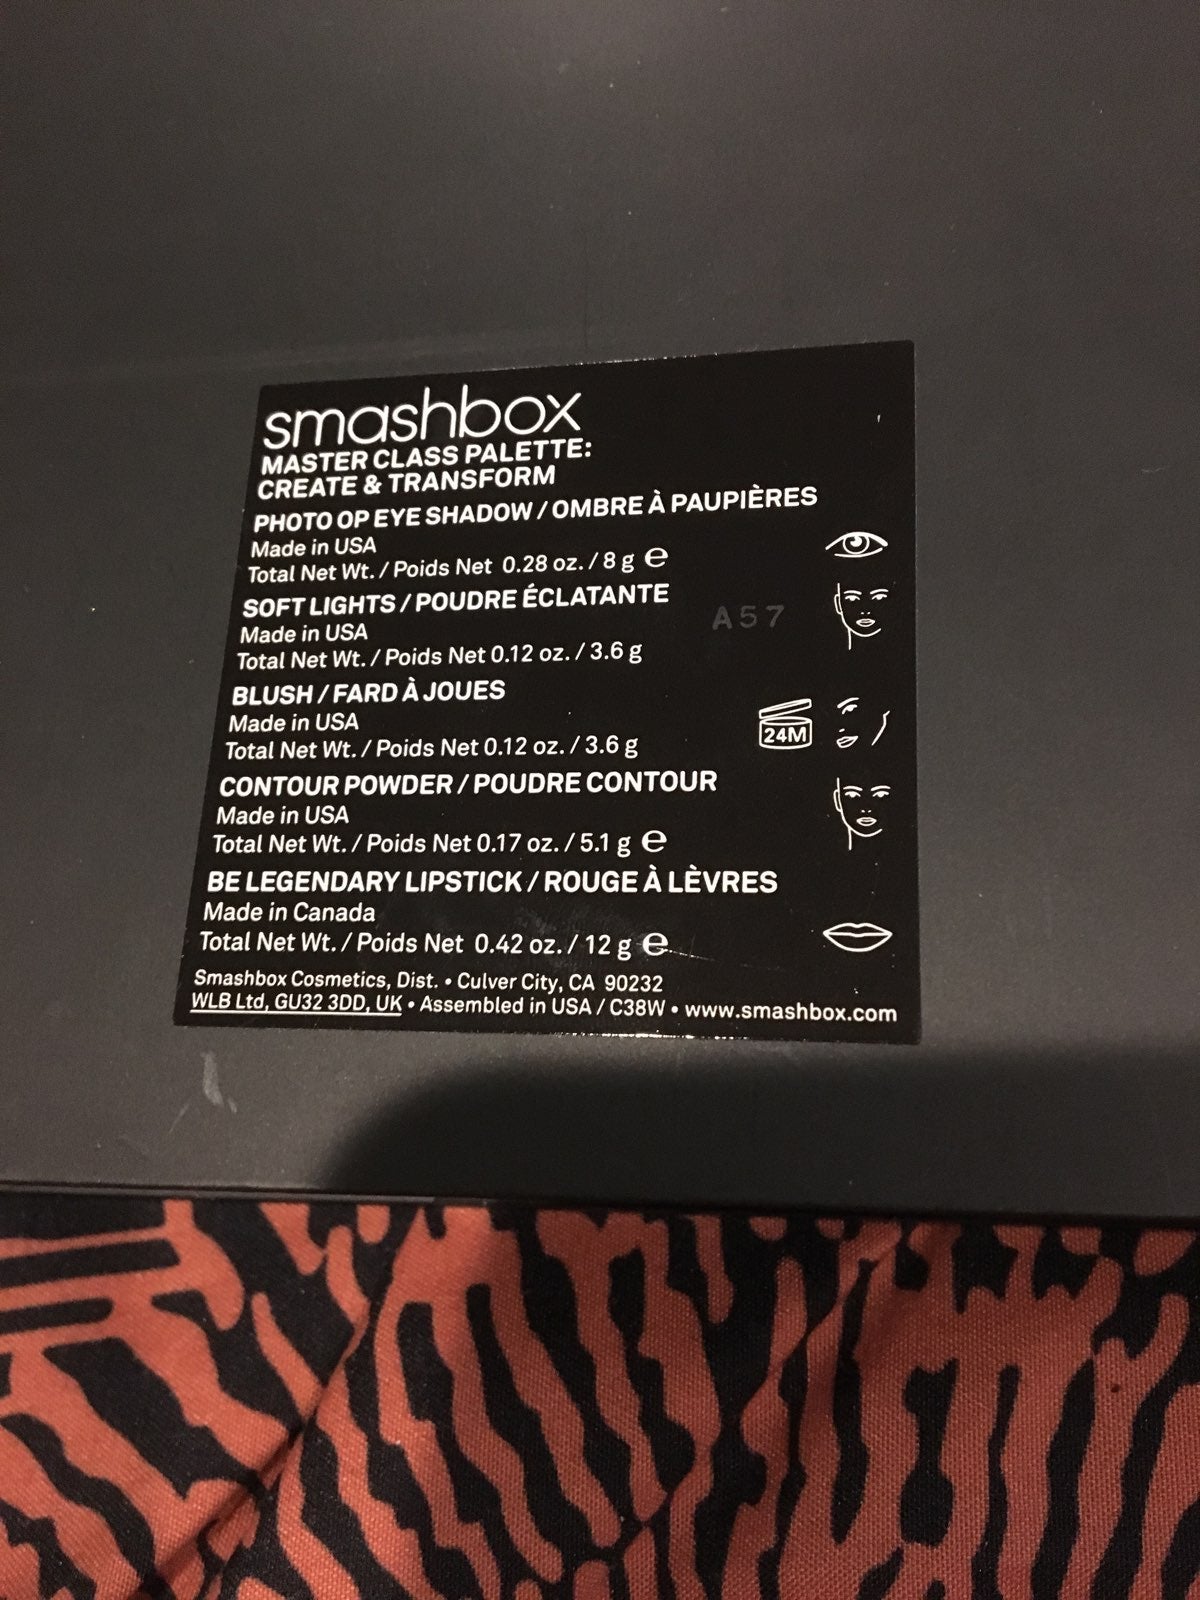 smashbox
MASTER CLASS PALETTE:
CREATE & TRANSFORM
PHOTO OP EYE SHADOW / OMBRE À PAUPIÈRES
Made in USA
Total Net Wt. / Poids Net 0.28 oz. / 8 g ℮
SOFT LIGHTS / POUDRE ÉCLATANTE
Made in USA
Total Net Wt. / Poids Net 0.12 oz. / 3.6 g
A57
BLUSH / FARD À JOUES
Made in USA
Total Net Wt. / Poids Net 0.12 oz. / 3.6 g
24M
CONTOUR POWDER / POUDRE CONTOUR
Made in USA
Total Net Wt. / Poids Net 0.17 oz. / 5.1 g ℮
BE LEGENDARY LIPSTICK / ROUGE À LÈVRES
Made in Canada
Total Net Wt. / Poids Net 0.42 oz. / 12 g ℮
Smashbox Cosmetics, Dist. • Culver City, CA 90232
WLB Ltd, GU32 3DD, UK • Assembled in USA / C38W • www.smashbox.com